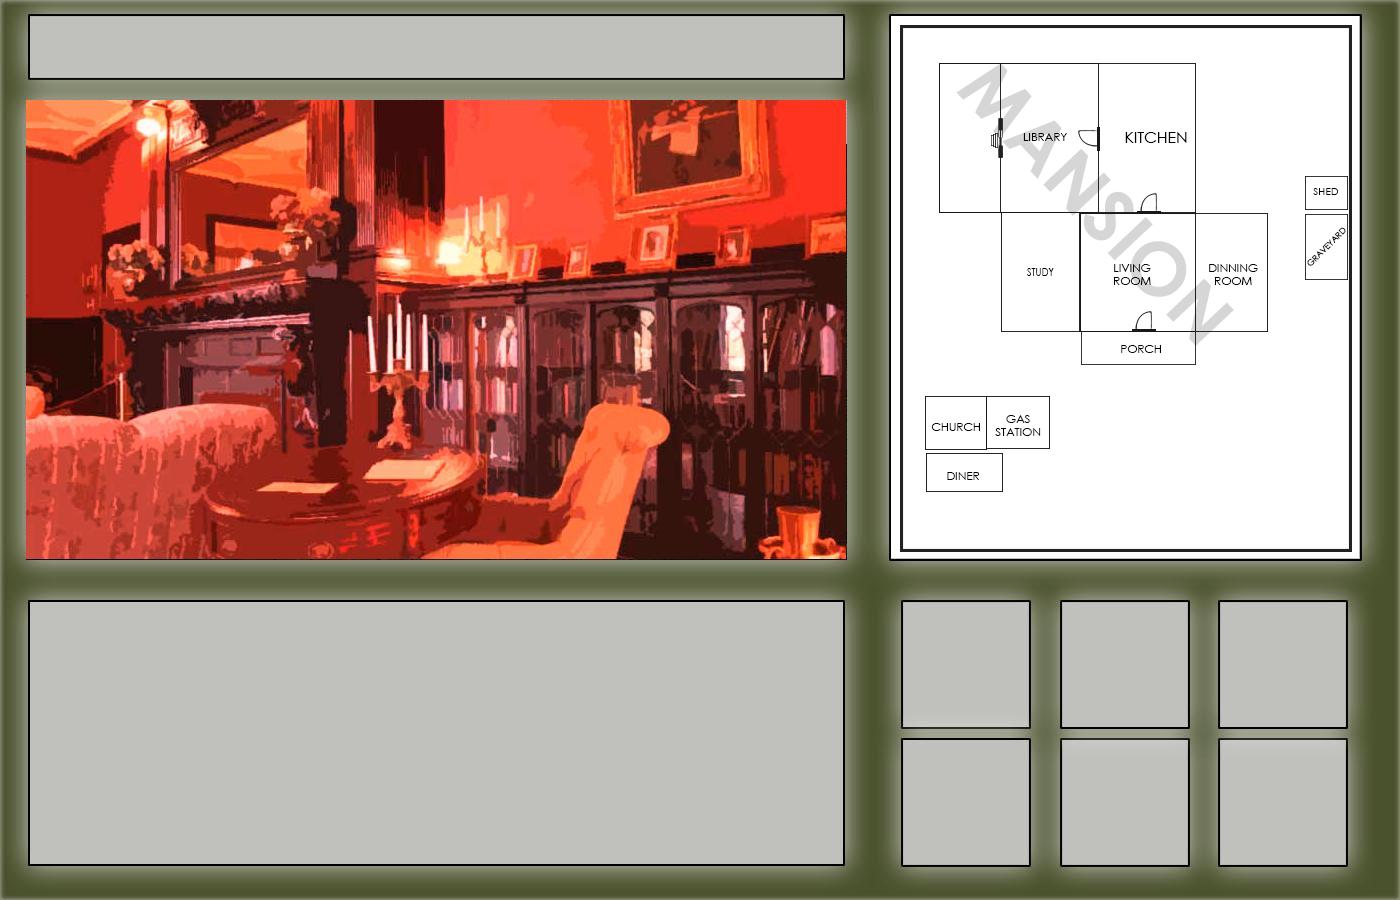 MANSION
LIBRARY
KITCHEN
SHED
GRAVEYARD
STUDY
LIVING
ROOM
DINNING
ROOM
PORCH
CHURCH
GAS
STATION
DINER